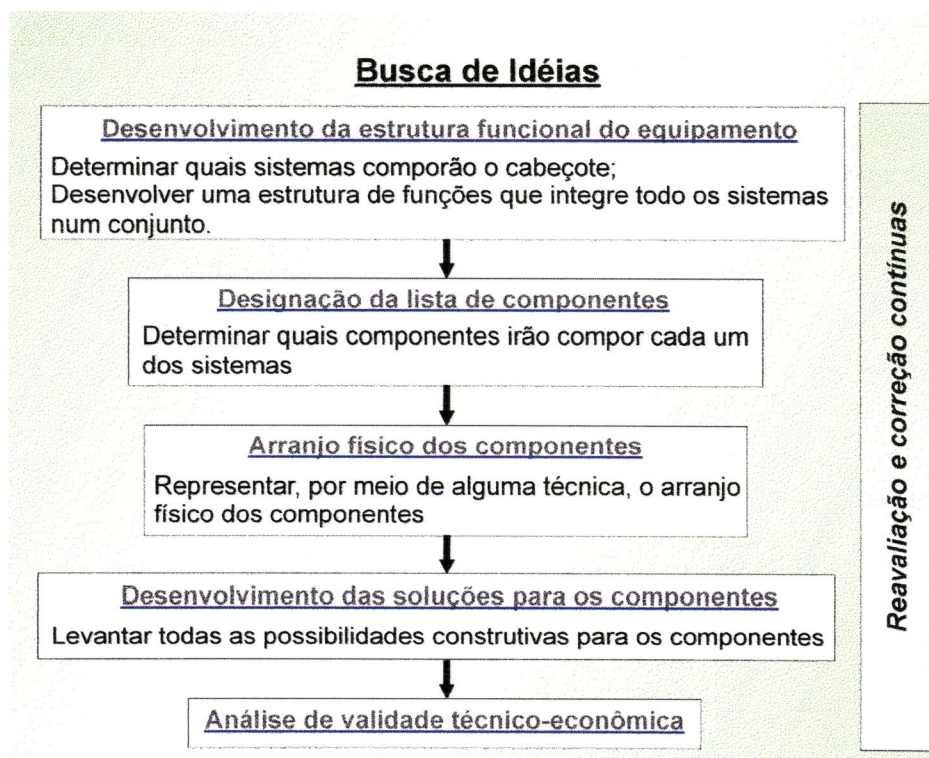 Busca de Idéias
Desenvolvimento da estrutura funcional do equipamento
Determinar quais sistemas comporão o cabeçote;
Desenvolver uma estrutura de funções que integre todo os sistemas
num conjunto.
Designação da lista de componentes
Determinar quais componentes irão compor cada um
dos sistemas
Arranjo físico dos componentes
Representar, por meio de alguma técnica, o arranjo
físico dos componentes
Desenvolvimento das soluções para os componentes
Levantar todas as possibilidades construtivas para os componentes
Análise de validade técnico-econômica
Reavaliação e correção contínuas